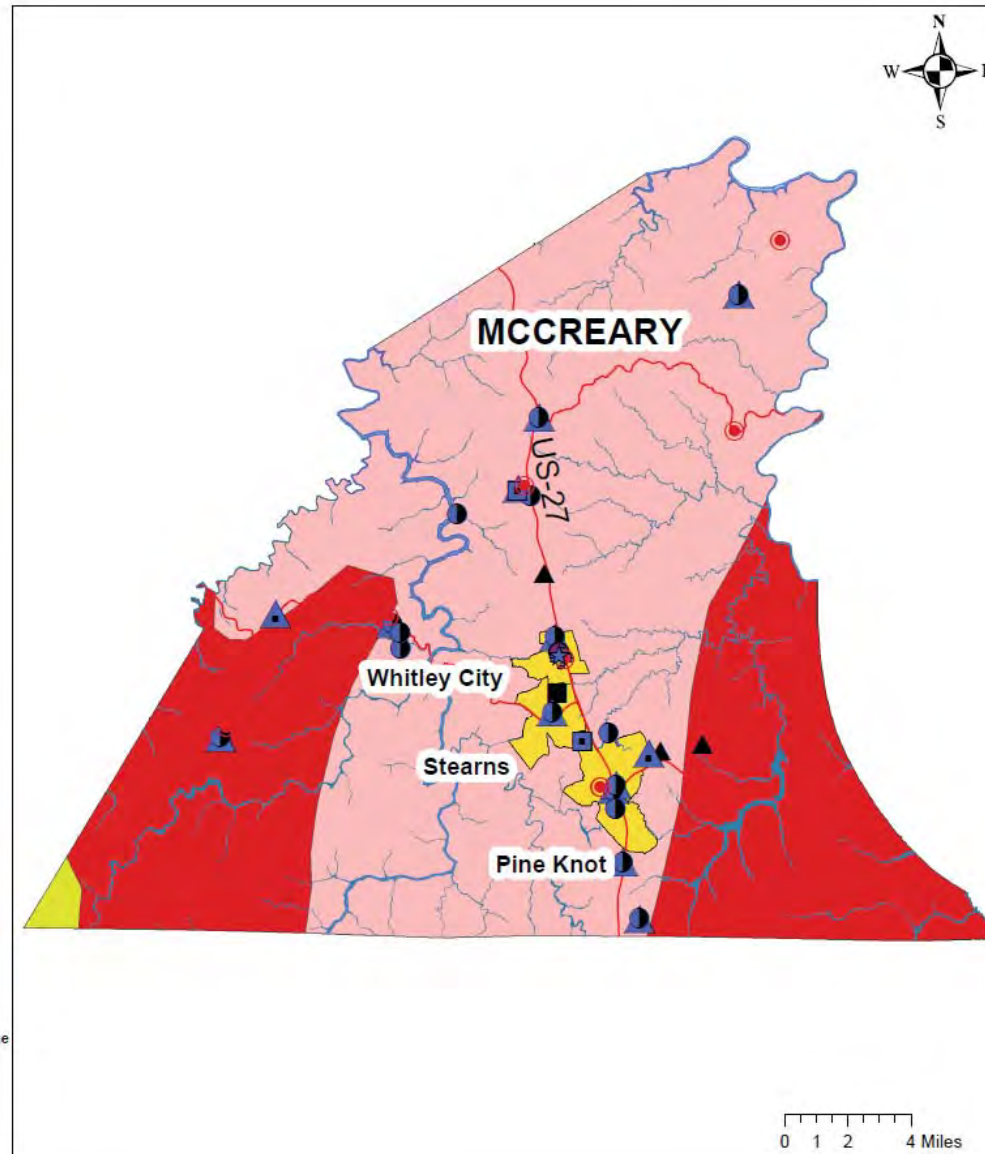 N
W
S
MCCREARY
US-27
Whitley City
Stearns
Pine Knot
0 1 2 4 Miles